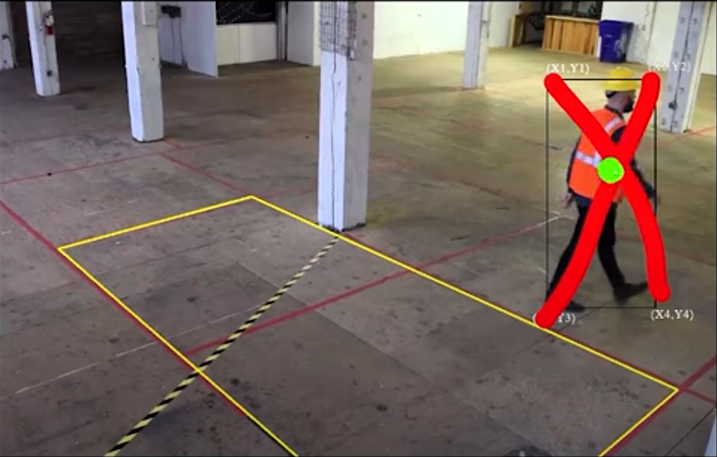 (X1,Y1)
Y2)
Y3)
(X4,Y4)